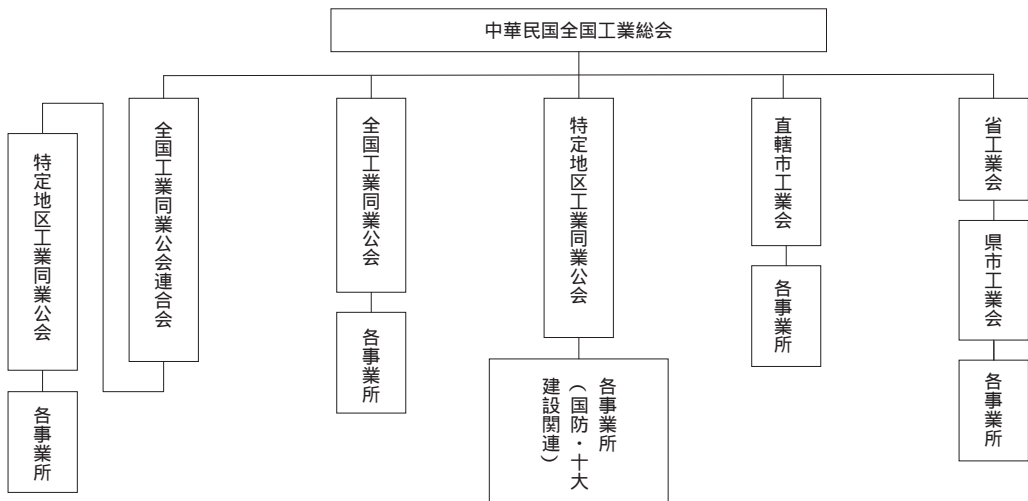 中華民国全国工業総会
特定地区工業同業公会
各事業所
全国工業同業公会連合会
全国工業同業公会
各事業所
特定地区工業同業公会
各事業所
(国防・十大
建設関連)
直轄市工業会
各事業所
省工業会
県市工業会
各事業所